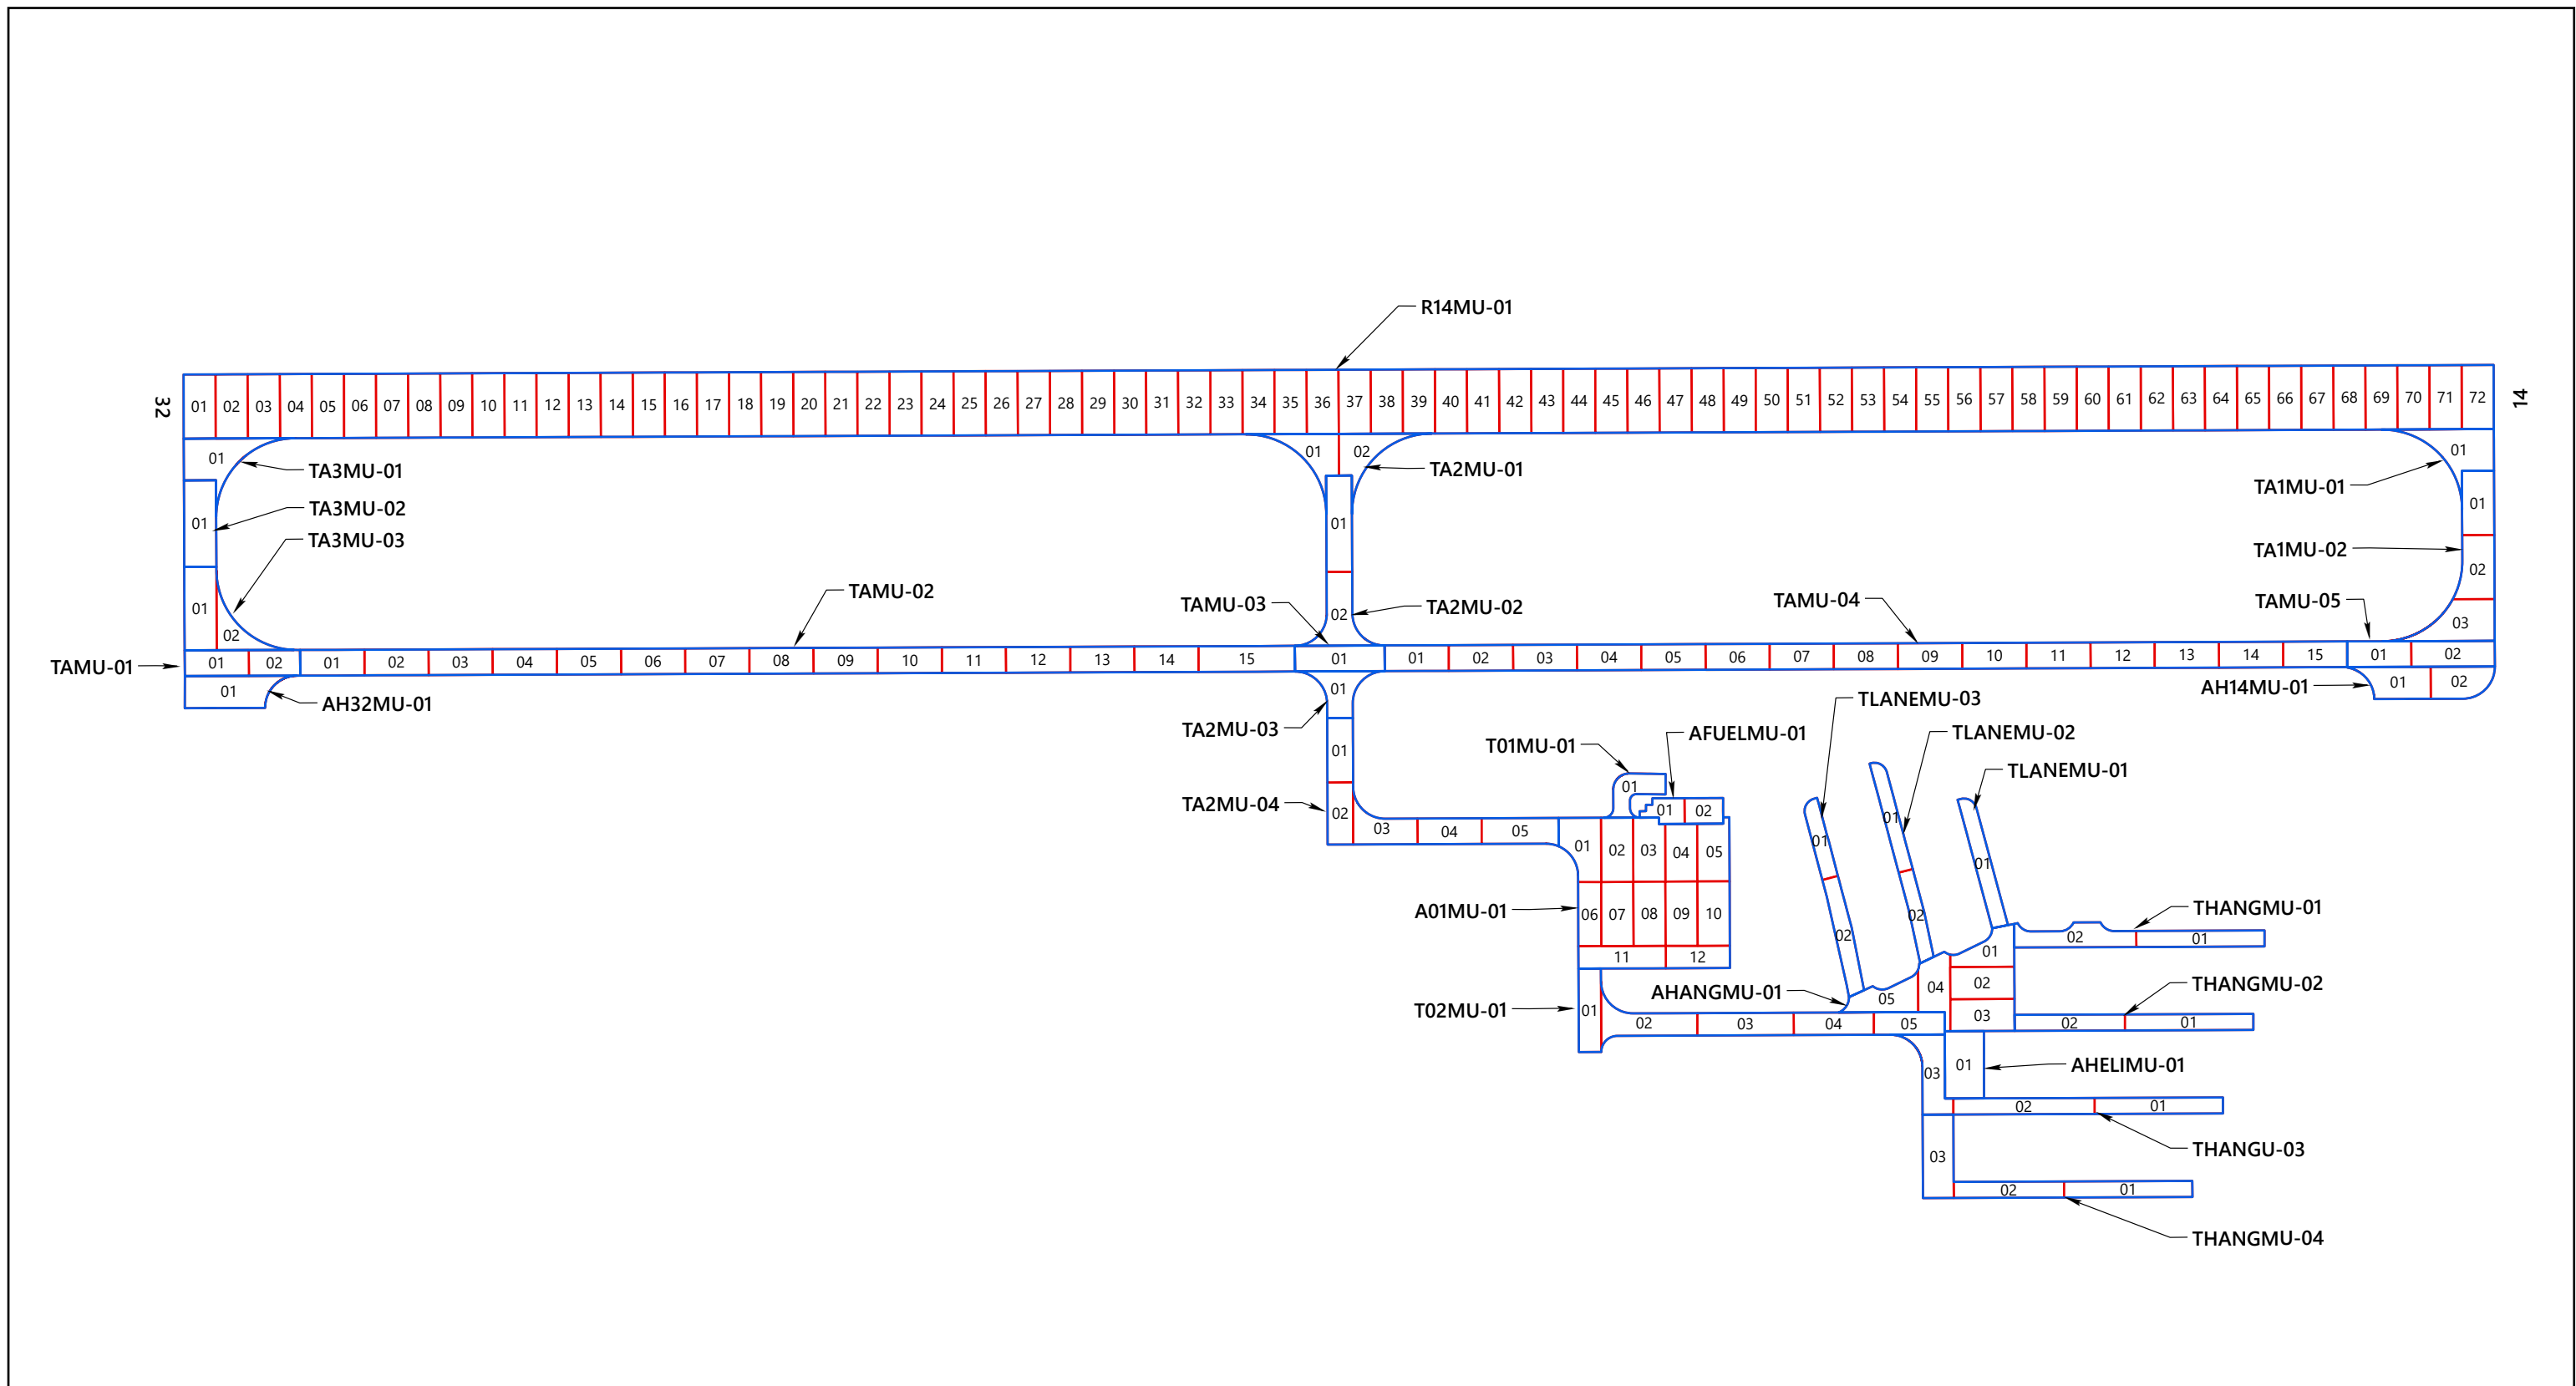 R14MU-01
32
01 02 03 04 05 06 07 08 09 10 11 12 13 14 15 16 17 18 19 20 21 22 23 24 25 26 27 28 29 30 31 32 33 34 35 36 37 38 39 40 41 42 43 44 45 46 47 48 49 50 51 52 53 54 55 56 57 58 59 60 61 62 63 64 65 66 67 68 69 70 71 72
14
01
TA3MU-01
01 02
TA2MU-01
01
TA1MU-01
01
TA3MU-02
01
01
TA3MU-03
TA1MU-02
02
01
02
TAMU-02
TAMU-03
02
TA2MU-02
TAMU-04
TAMU-05
03
TAMU-01
01 02
01 02 03 04 05 06 07 08 09 10 11 12 13 14 15
01
01 02 03 04 05 06 07 08 09 10 11 12 13 14 15
01 02
01
AH32MU-01
01
TA2MU-03
AH14MU-01
01 02
TLANEMU-03
TLANEMU-02
TLANEMU-01
T01MU-01
AFUELMU-01
01
01
01 02
TA2MU-04
02
03 04 05
01 02 03 04 05
A01MU-01
06 07 08 09 10
11 12
01
02
01
02
01
THANGMU-01
02 01
01
02
03
04
05
AHANGMU-01
THANGMU-02
02 01
T02MU-01
01
02 03 04 05
01
AHELIMU-01
03
02 01
THANGU-03
03
02 01
THANGMU-04